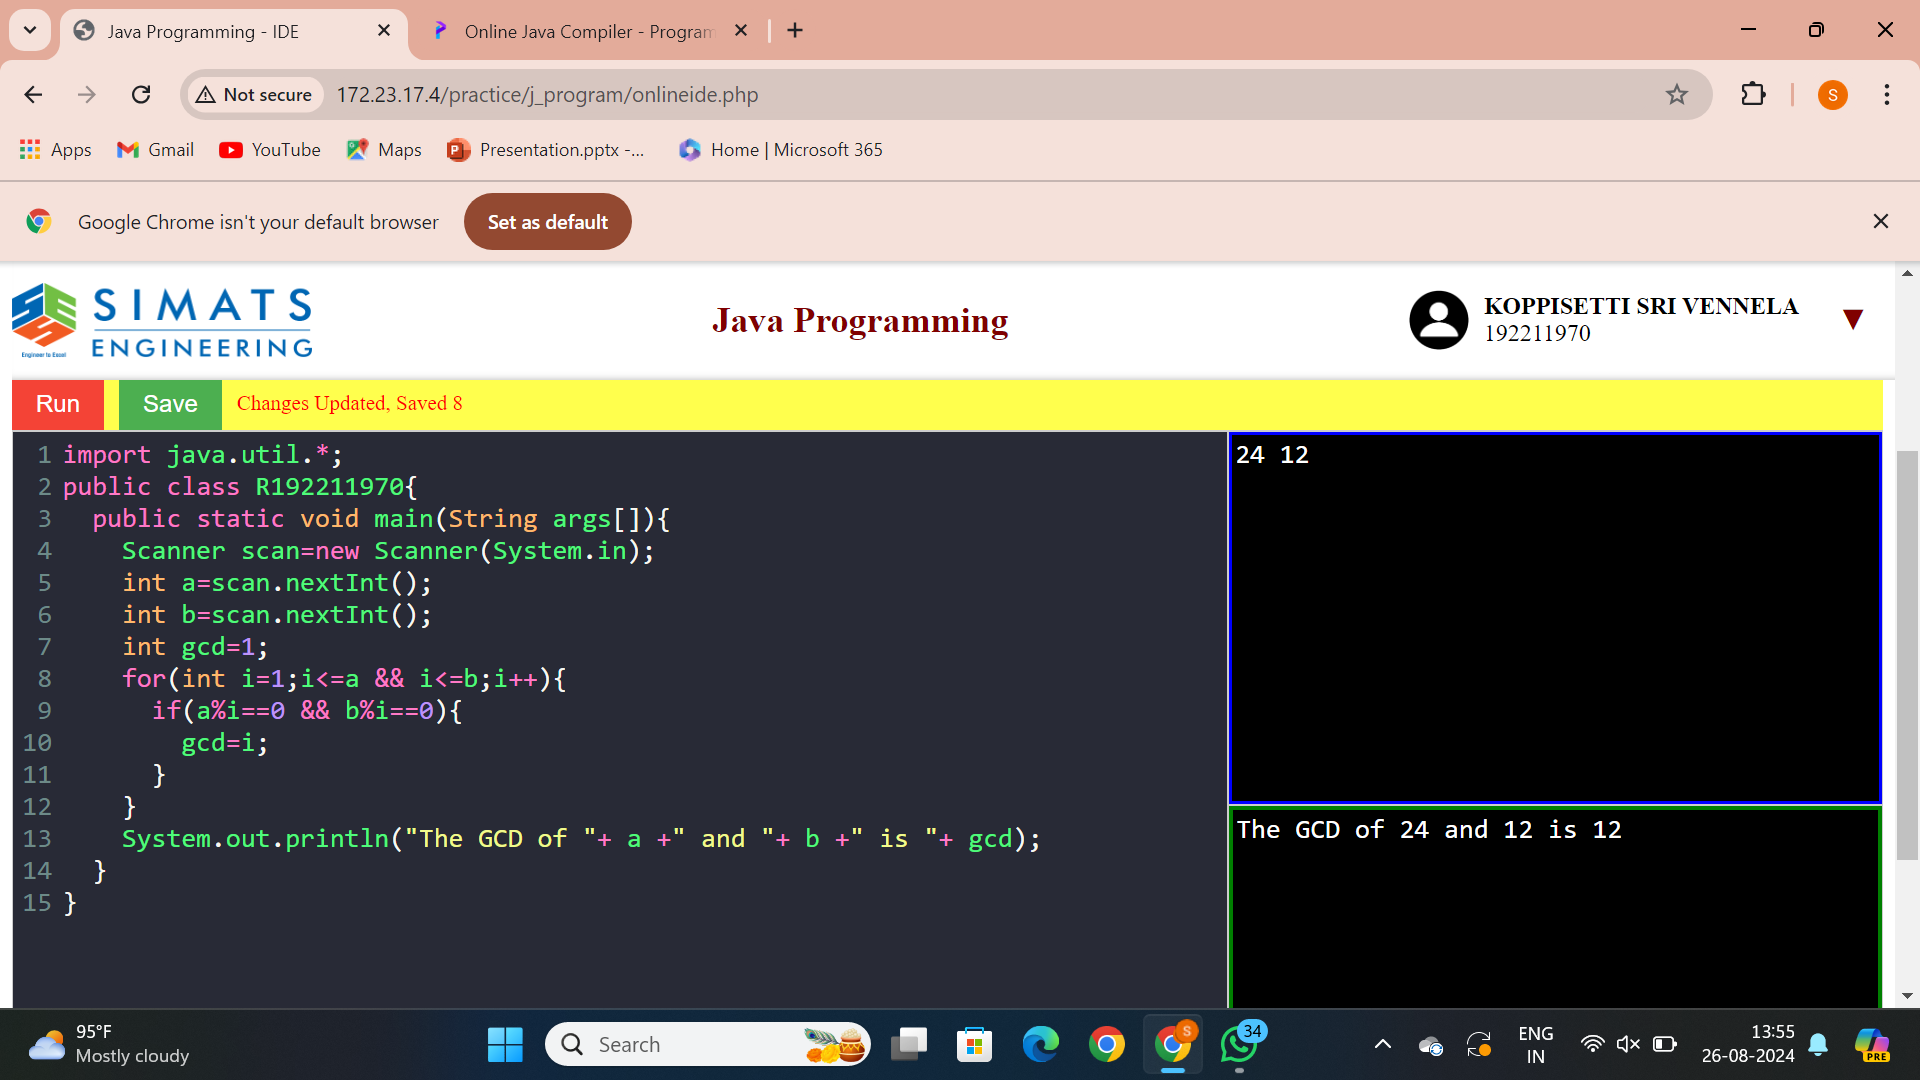 Java Programming - IDE
Online Java Compiler - Program
Not secure
172.23.17.4/practice/j_program/onlineide.php
S
Apps
Gmail
YouTube
Maps
Presentation.pptx -...
Home | Microsoft 365
Google Chrome isn't your default browser
Set as default
SIMATS
ENGINEERING
Engineer to Excel
Java Programming
KOPPISETTI SRI VENNELA
192211970
Run
Save
Changes Updated, Saved 8
1 import java.util.*;
2 public class R192211970{
3   public static void main(String args[]){
4     Scanner scan=new Scanner(System.in);
5     int a=scan.nextInt();
6     int b=scan.nextInt();
7     int gcd=1;
8     for(int i=1;i<=a && i<=b;i++){
9       if(a%i==0 && b%i==0){
10         gcd=i;
11       }
12     }
13     System.out.println("The GCD of "+ a +" and "+ b +" is "+ gcd);
14   }
15 }
24 12
The GCD of 24 and 12 is 12
95°F
Mostly cloudy
Search
S
34
ENG
IN
13:55
26-08-2024
PRE